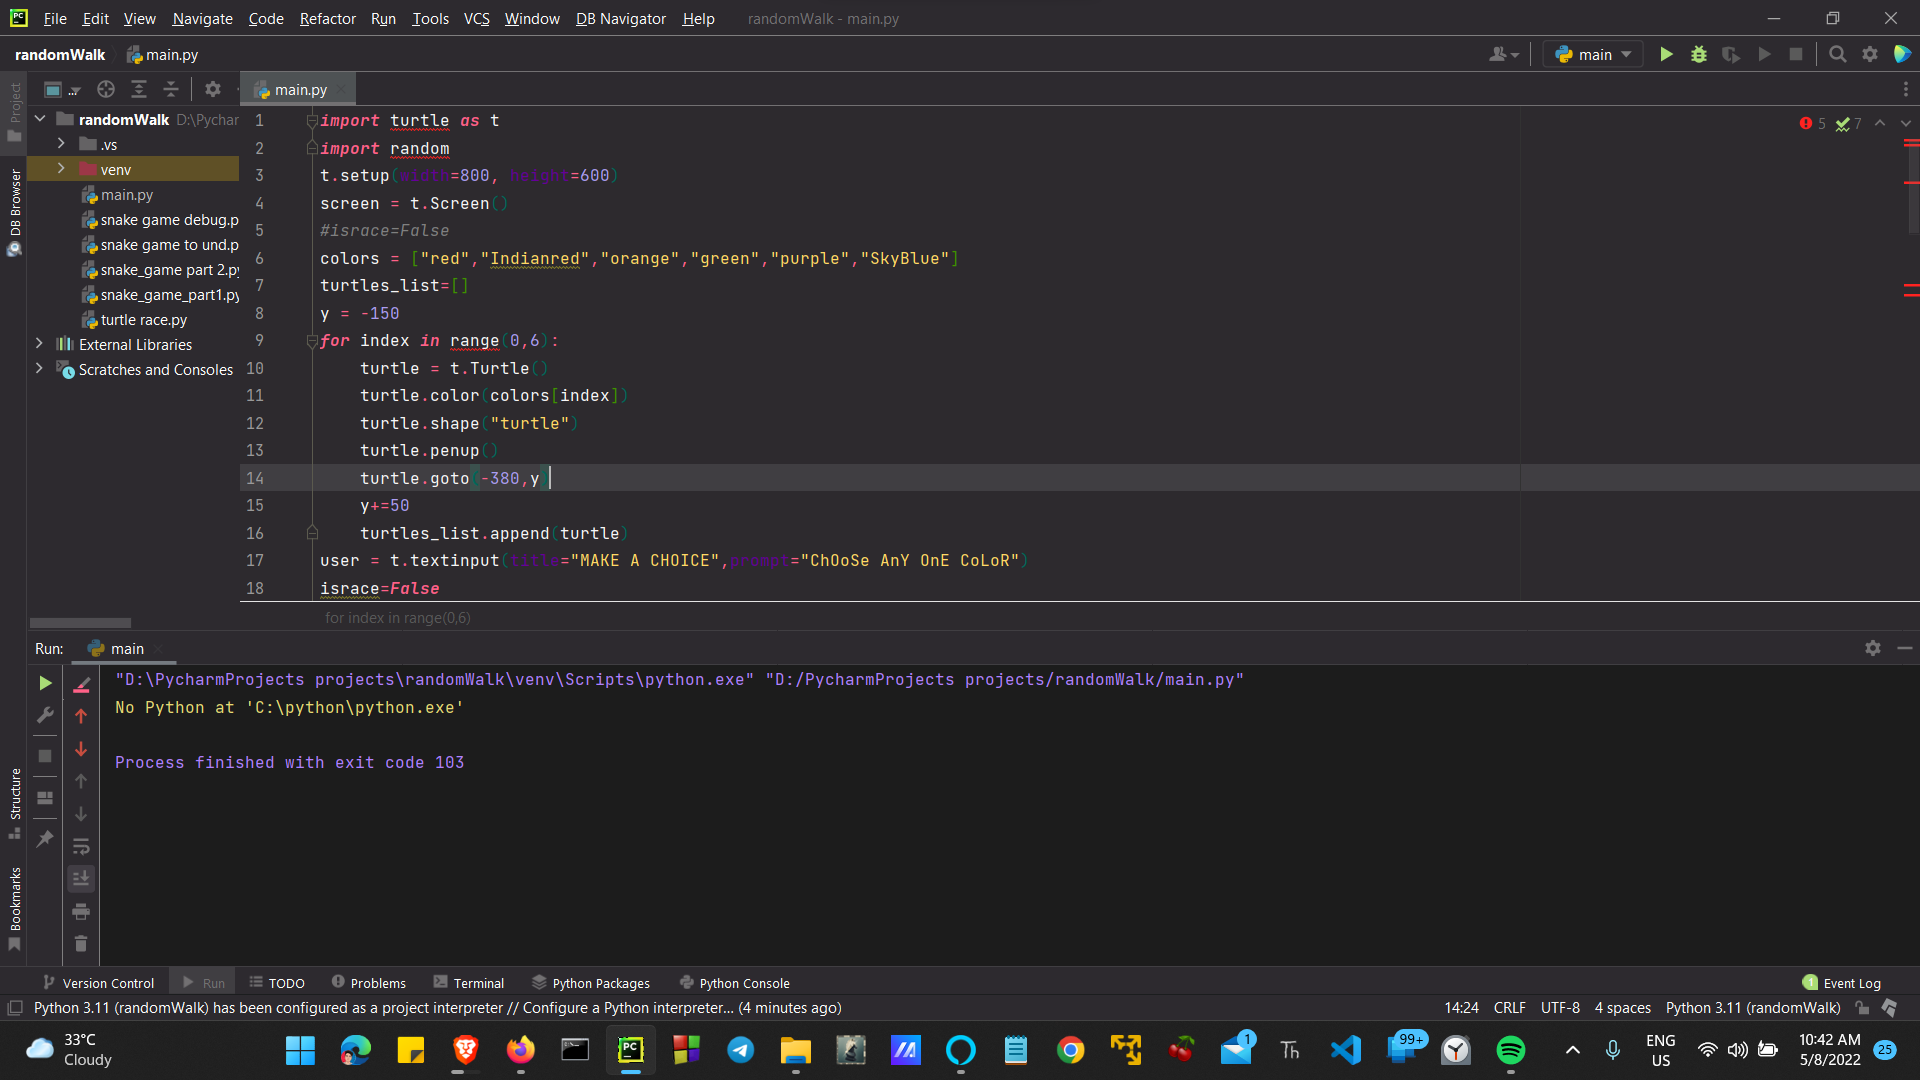 File Edit View Navigate Code Refactor Run Tools VCS Window DB Navigator Help randomWalk - main.py
randomWalk main.py
main
... main.py
Project
DB Browser
Structure
Bookmarks
randomWalk D:\Pychar
.vs
venv
main.py
snake game debug.p
snake game to und.p
snake_game part 2.py
snake_game_part1.py
turtle race.py
External Libraries
Scratches and Consoles
5 7
1 import turtle as t
2 import random
3 t.setup(width=800, height=600)
4 screen = t.Screen()
5 #israce=False
6 colors = ["red","Indianred","orange","green","purple","SkyBlue"]
7 turtles_list=[]
8 y = -150
9 for index in range(0,6):
10 turtle = t.Turtle()
11 turtle.color(colors[index])
12 turtle.shape("turtle")
13 turtle.penup()
14 turtle.goto(-380,y)
15 y+=50
16 turtles_list.append(turtle)
17 user = t.textinput(title="MAKE A CHOICE",prompt="ChOoSe AnY OnE CoLoR")
18 israce=False
for index in range(0,6)
Run: main
"D:\PycharmProjects projects\randomWalk\venv\Scripts\python.exe" "D:/PycharmProjects projects/randomWalk/main.py"
No Python at 'C:\python\python.exe'
Process finished with exit code 103
Version Control Run TODO Problems Terminal Python Packages Python Console 1 Event Log
Python 3.11 (randomWalk) has been configured as a project interpreter // Configure a Python interpreter... (4 minutes ago) 14:24 CRLF UTF-8 4 spaces Python 3.11 (randomWalk)
33°C
Cloudy
PC
1
Th
99+
ENG
US
10:42 AM
5/8/2022
25